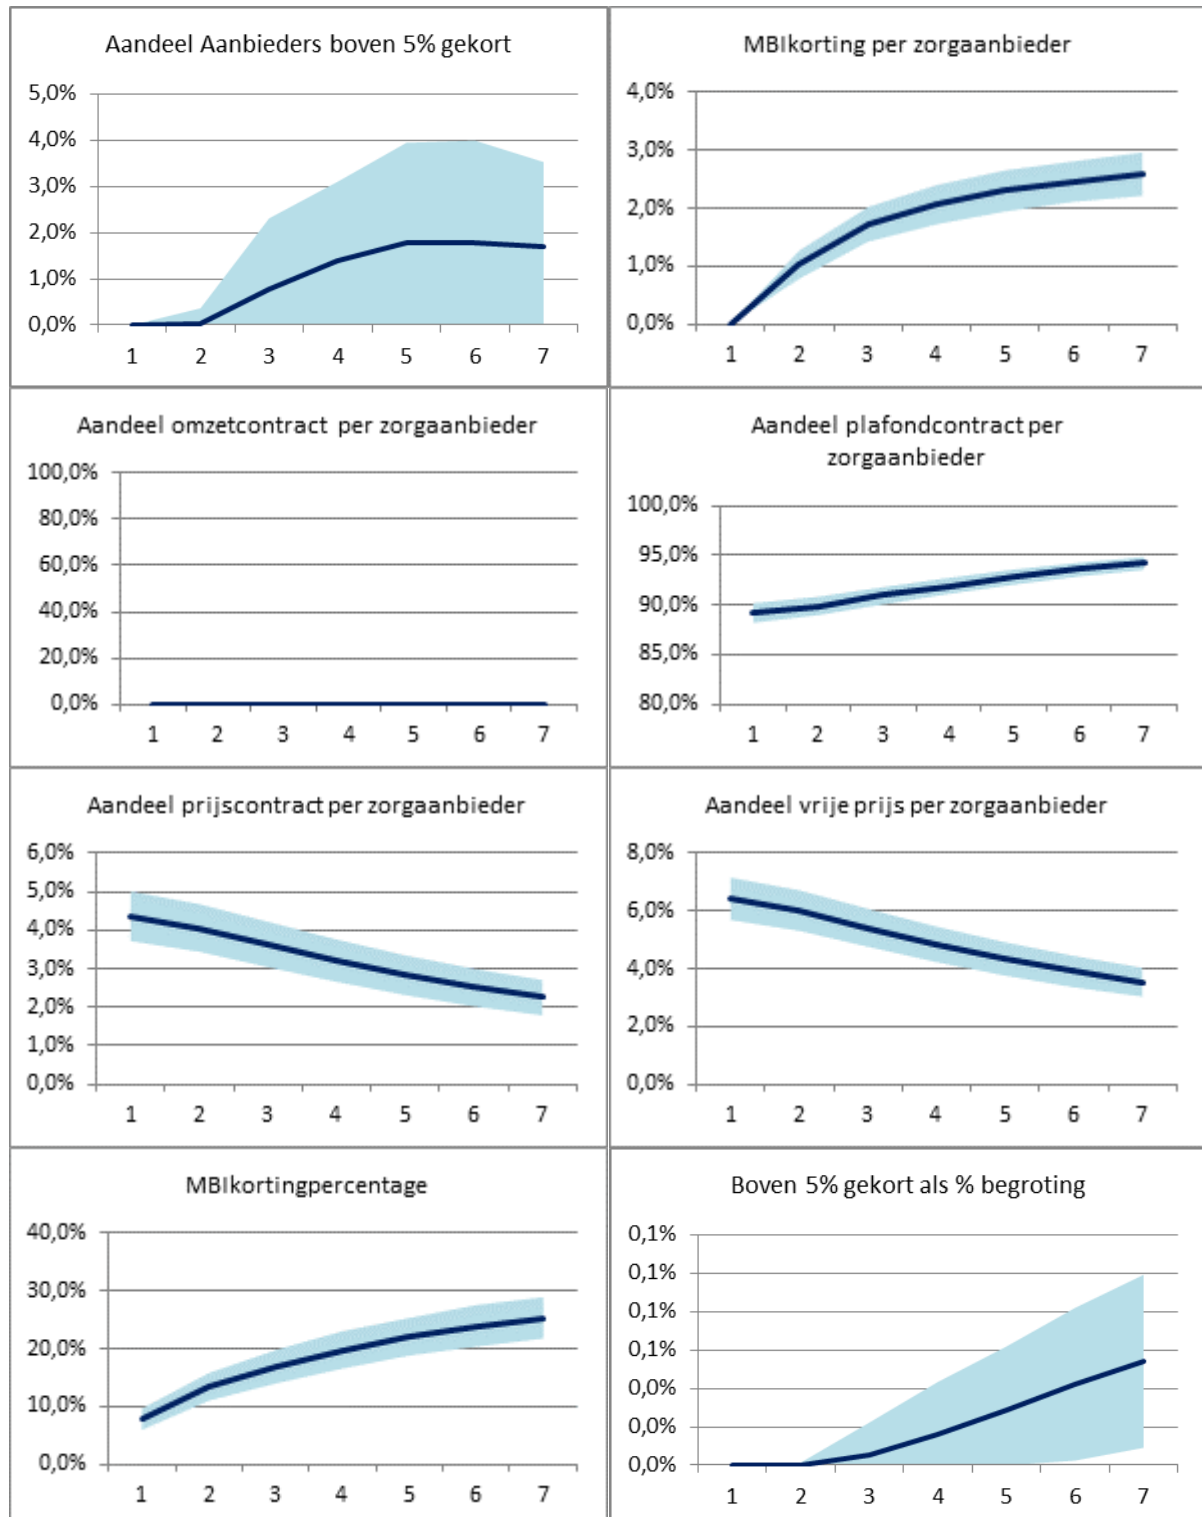 Aandeel Aanbieders boven 5% gekort
5,0%
4,0%
3,0%
2,0%
1,0%
0,0%
1 2 3 4 5 6 7
MBIkorting per zorgaanbieder
4,0%
3,0%
2,0%
1,0%
0,0%
1 2 3 4 5 6 7
Aandeel omzetcontract per zorgaanbieder
100,0%
80,0%
60,0%
40,0%
20,0%
0,0%
1 2 3 4 5 6 7
Aandeel plafondcontract per
zorgaanbieder
100,0%
95,0%
90,0%
85,0%
80,0%
1 2 3 4 5 6 7
Aandeel prijscontract per zorgaanbieder
6,0%
5,0%
4,0%
3,0%
2,0%
1,0%
0,0%
1 2 3 4 5 6 7
Aandeel vrije prijs per zorgaanbieder
8,0%
6,0%
4,0%
2,0%
0,0%
1 2 3 4 5 6 7
MBIkortingpercentage
40,0%
30,0%
20,0%
10,0%
0,0%
1 2 3 4 5 6 7
Boven 5% gekort als % begroting
0,1%
0,1%
0,1%
0,1%
0,0%
0,0%
0,0%
1 2 3 4 5 6 7